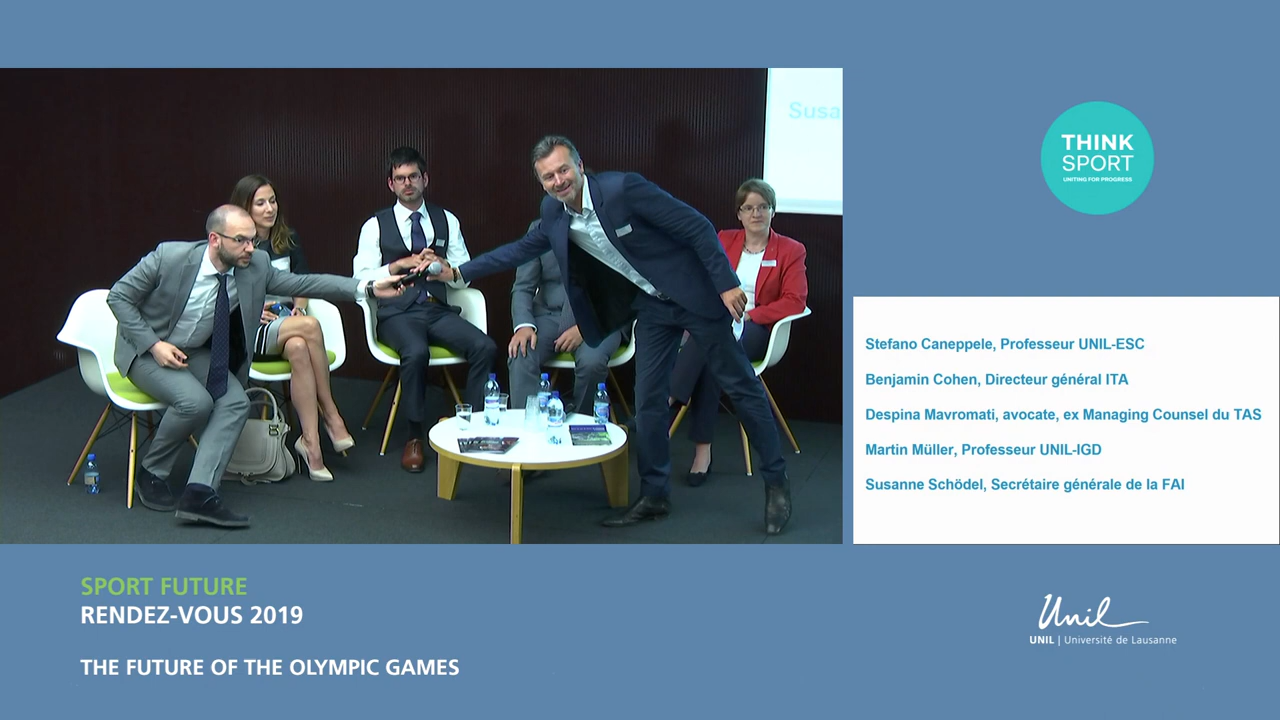 Susa
THINK
SPORT
UNITING FOR PROGRESS
Stefano Caneppele, Professeur UNIL-ESC
Benjamin Cohen, Directeur général ITA
Despina Mavromati, avocate, ex Managing Counsel du TAS
Martin Müller, Professeur UNIL-IGD
Susanne Schödel, Secrétaire générale de la FAI
SPORT FUTURE
RENDEZ-VOUS 2019
THE FUTURE OF THE OLYMPIC GAMES
Unil
UNIL | Université de Lausanne